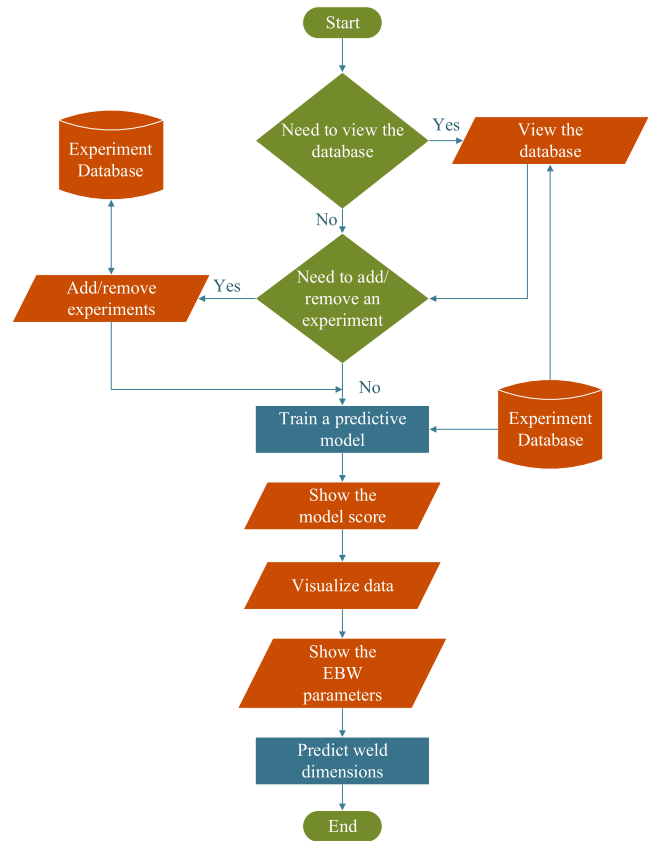 Start
Need to view the
database
Yes
View the
database
Experiment
Database
No
Need to add/
remove an
experiment
Yes
Add/remove
experiments
No
Train a predictive
model
Experiment
Database
Show the
model score
Visualize data
Show the
EBW
parameters
Predict weld
dimensions
End